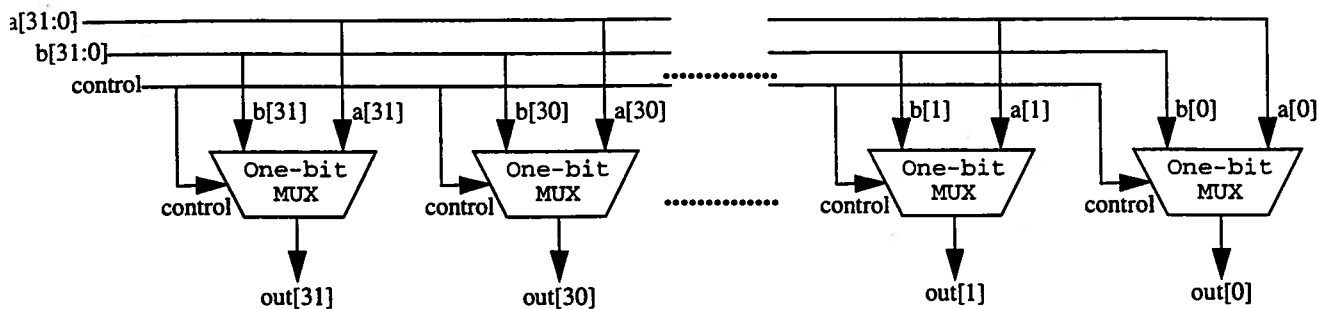 a[31:0]
b[31:0]
control
b[31] a[31] b[30] a[30] b[1] a[1] b[0] a[0]
One-bit MUX
One-bit MUX
One-bit MUX
One-bit MUX
control control control control
out[31] out[30] out[1] out[0]